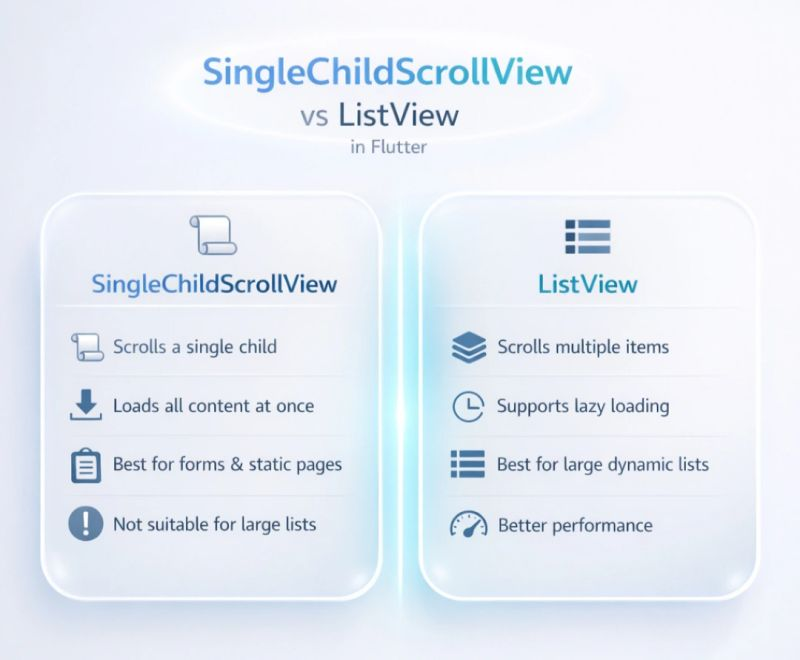 SingleChildScrollView
vs ListView
in Flutter
SingleChildScrollView
Scrolls a single child
Loads all content at once
Best for forms & static pages
Not suitable for large lists
ListView
Scrolls multiple items
Supports lazy loading
Best for large dynamic lists
Better performance